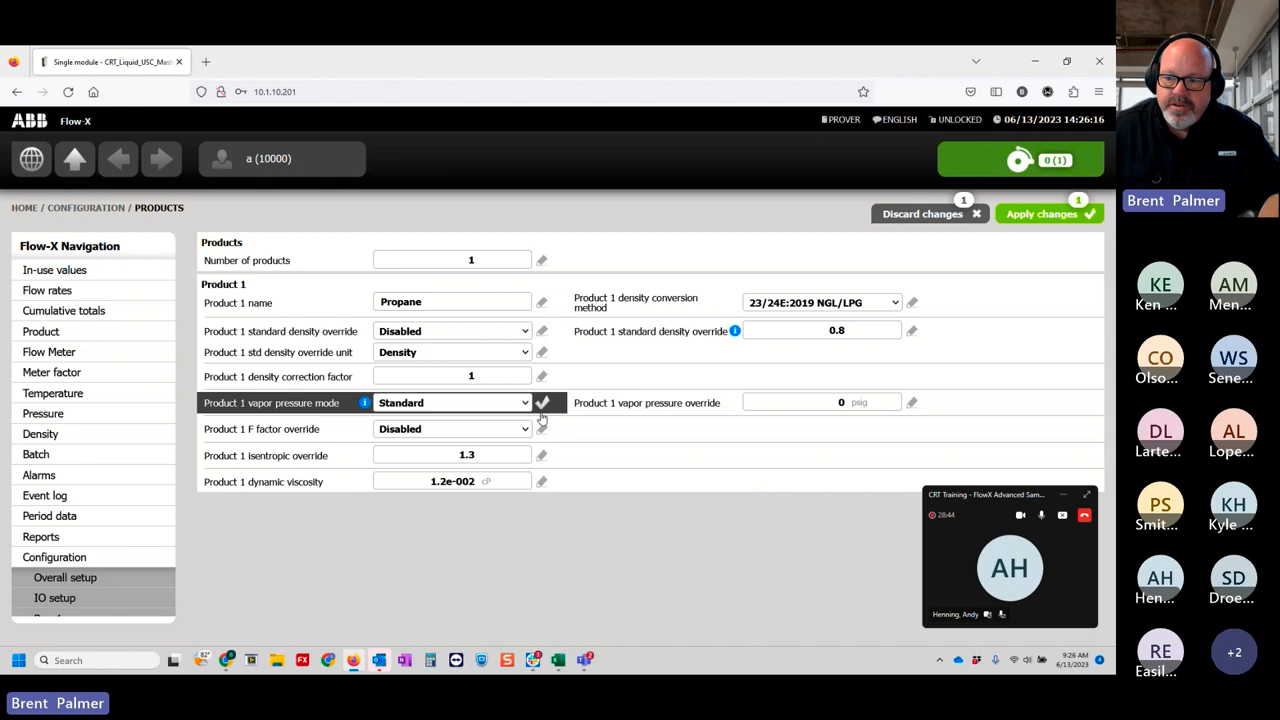 Single module - CRT_Liquid_USC_Mast
10.1.10.201
ABB Flow-X
PROVER ENGLISH UNLOCKED 06/13/2023 14:26:16
a (10000)
0 (1)
HOME / CONFIGURATION / PRODUCTS
1
Discard changes
1
Apply changes
Flow-X Navigation
In-use values
Flow rates
Cumulative totals
Product
Flow Meter
Meter factor
Temperature
Pressure
Density
Batch
Alarms
Event log
Period data
Reports
Configuration
Overall setup
IO setup
Products
Number of products 1
Product 1
Product 1 name Propane
Product 1 density conversion
method
23/24E:2019 NGL/LPG
Product 1 standard density override Disabled
Product 1 standard density override 0.8
Product 1 std density override unit Density
Product 1 density correction factor 1
Product 1 vapor pressure mode Standard
Product 1 vapor pressure override 0 psig
Product 1 F factor override Disabled
Product 1 isentropic override 1.3
Product 1 dynamic viscosity 1.2e-002 cP
CRT Training - FlowX Advanced Sam...
28:44
AH
Henning, Andy
Search
82°
9:26 AM
6/13/2023
Brent Palmer
Brent Palmer
KE
Ken ...
AM
Men...
CO
Olso...
WS
Sene...
DL
Larte...
AL
Lope...
PS
Smit...
KH
Kyle ...
AH
Hen...
SD
Droe...
RE
Easil...
+2